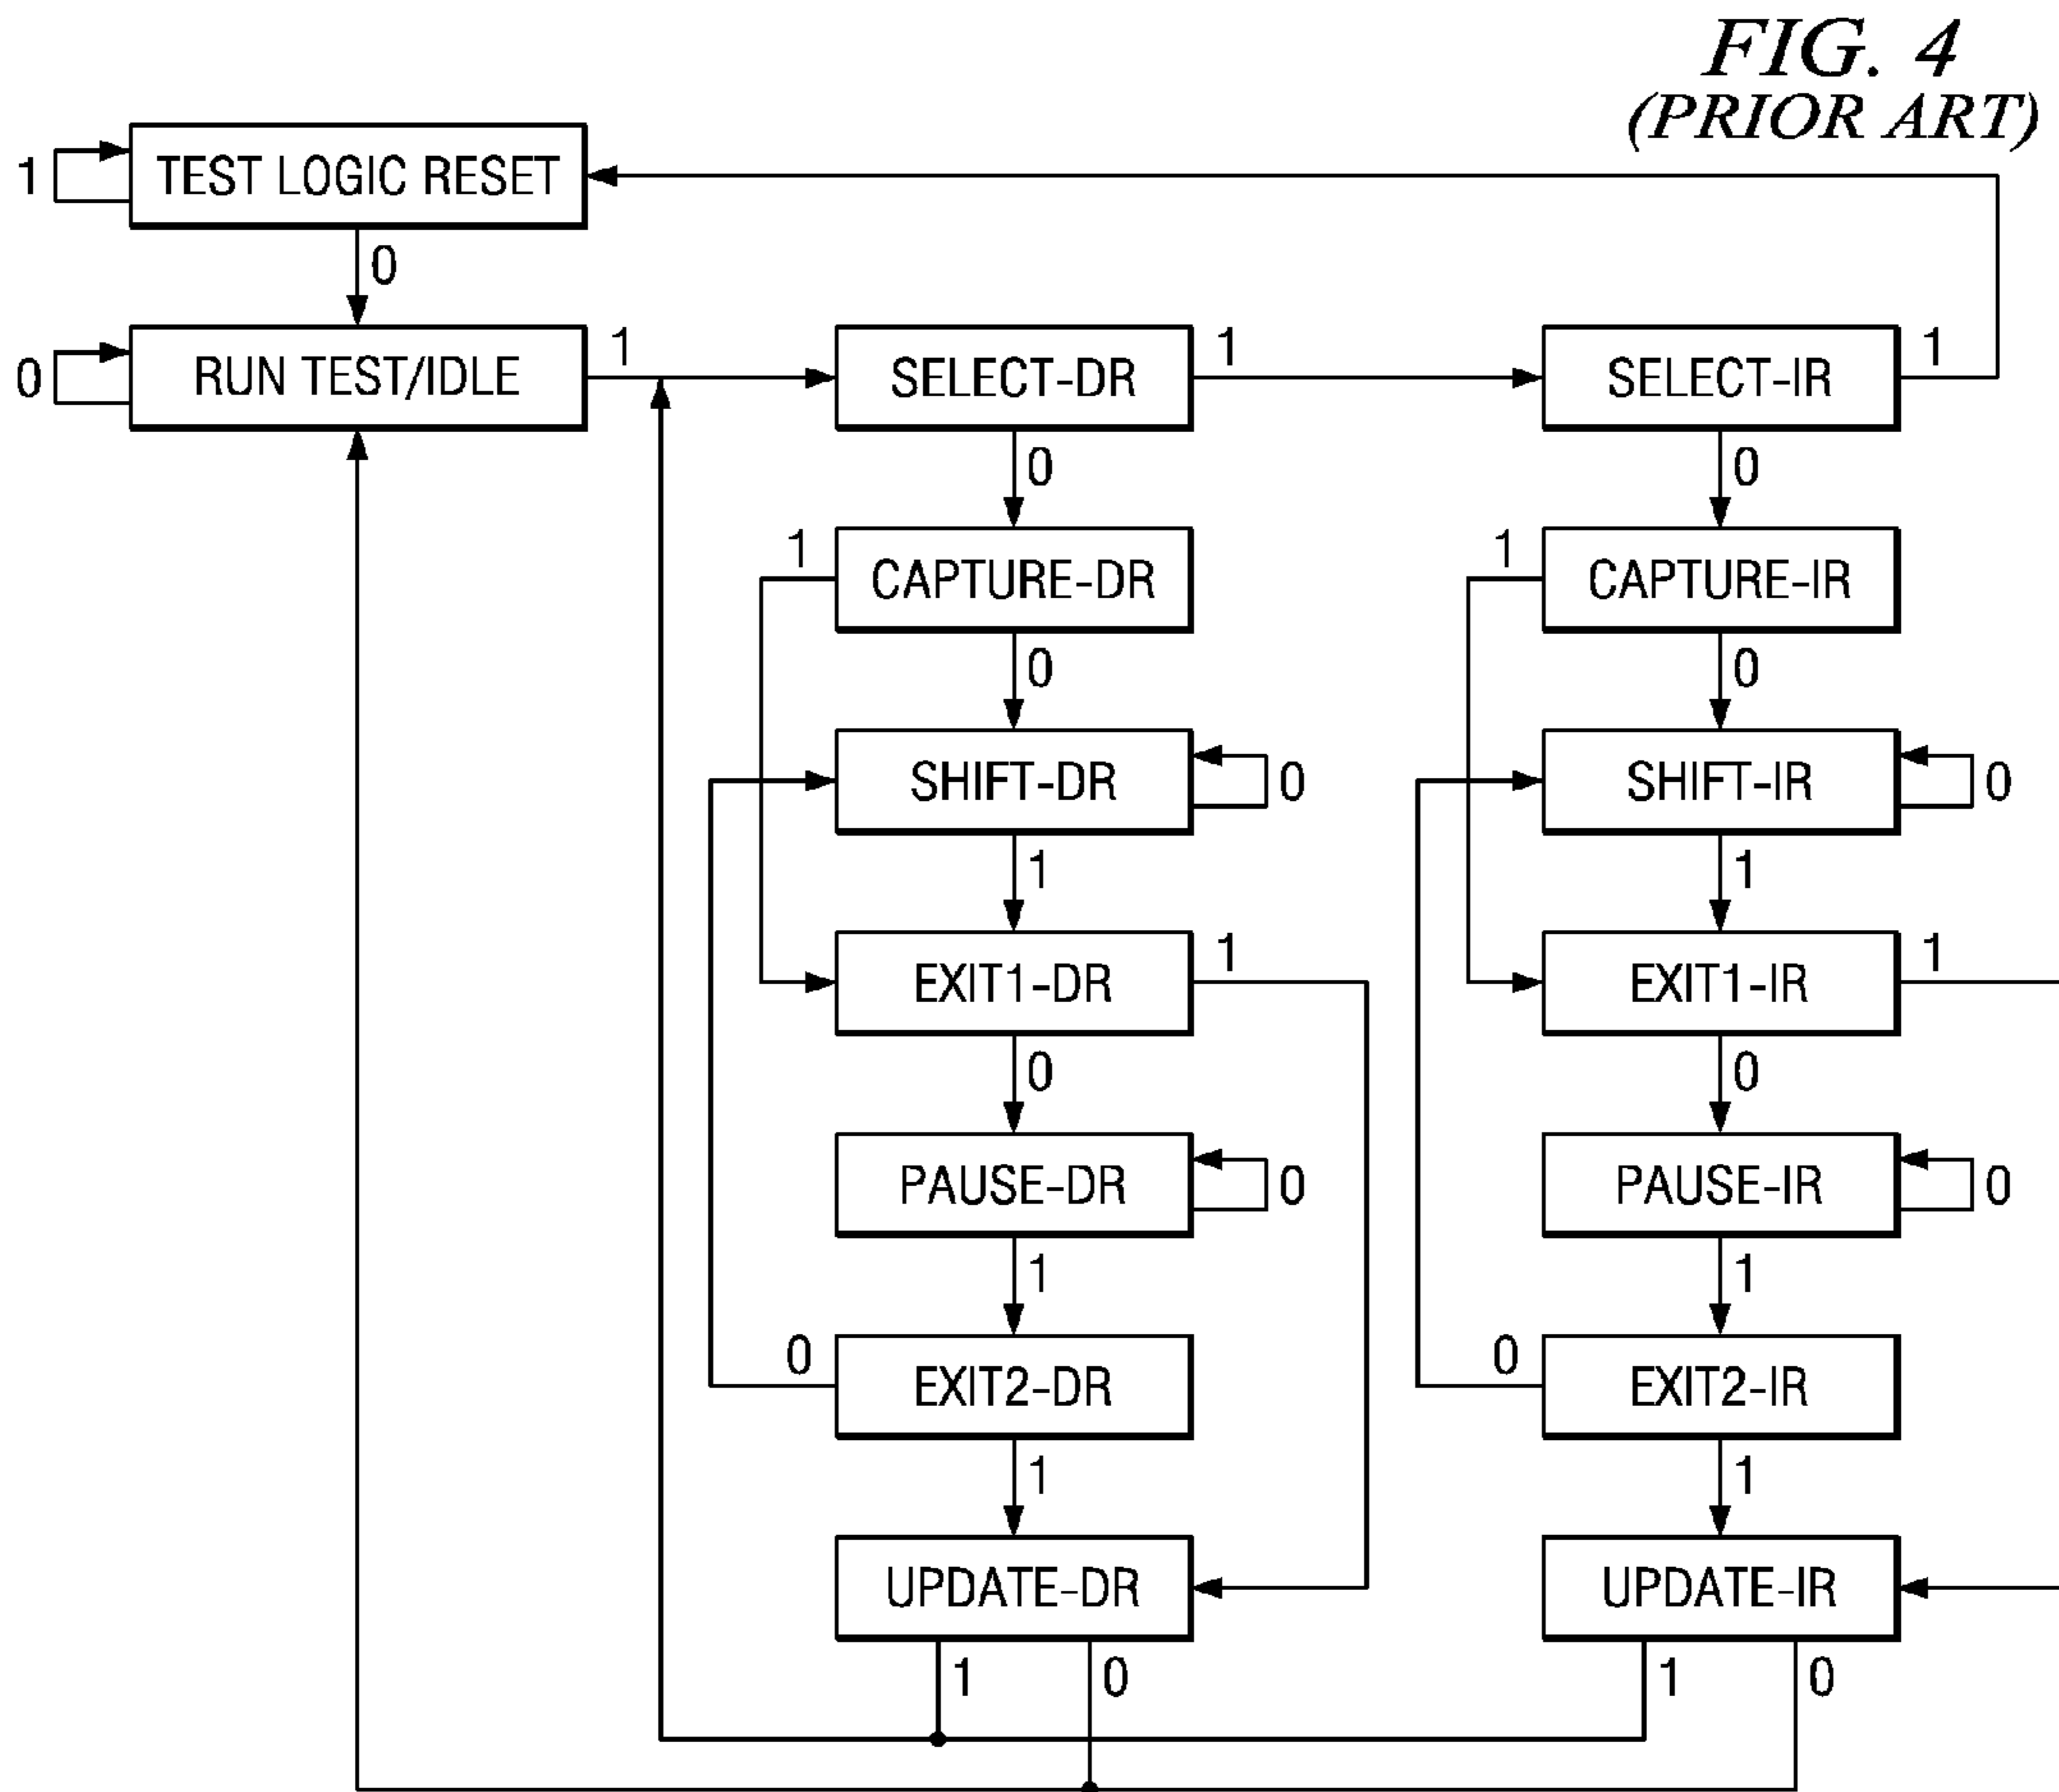 FIG. 4
(PRIOR ART)
1
TEST LOGIC RESET
0
0
RUN TEST/IDLE
1
SELECT-DR
1
SELECT-IR
1
0
0
1
CAPTURE-DR
1
CAPTURE-IR
0
0
SHIFT-DR
0
SHIFT-IR
0
1
1
EXIT1-DR
1
EXIT1-IR
1
0
0
PAUSE-DR
0
PAUSE-IR
0
1
1
0
EXIT2-DR
0
EXIT2-IR
1
1
UPDATE-DR
UPDATE-IR
1
0
1
0